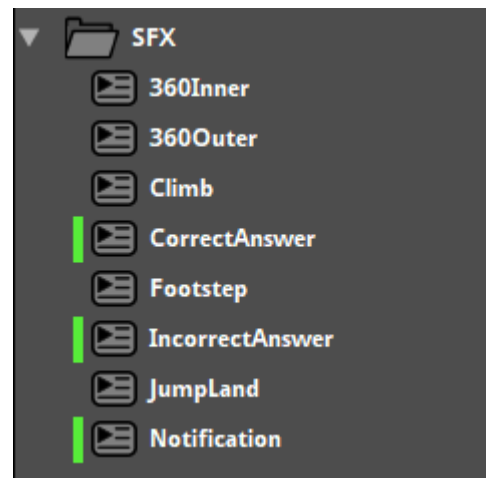 SFX
360Inner
360Outer
Climb
CorrectAnswer
Footstep
IncorrectAnswer
JumpLand
Notification